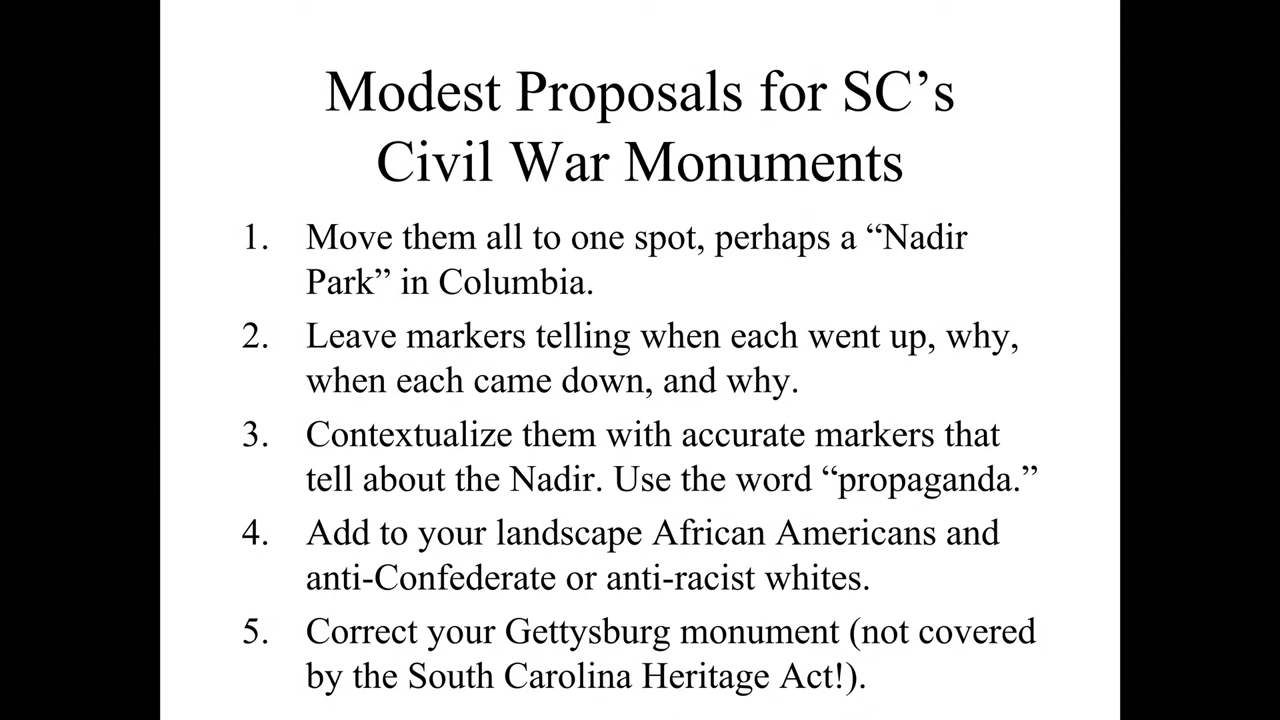 Modest Proposals for SC’s
Civil War Monuments
1. Move them all to one spot, perhaps a “Nadir
Park” in Columbia.
2. Leave markers telling when each went up, why,
when each came down, and why.
3. Contextualize them with accurate markers that
tell about the Nadir. Use the word “propaganda.”
4. Add to your landscape African Americans and
anti-Confederate or anti-racist whites.
5. Correct your Gettysburg monument (not covered
by the South Carolina Heritage Act!).